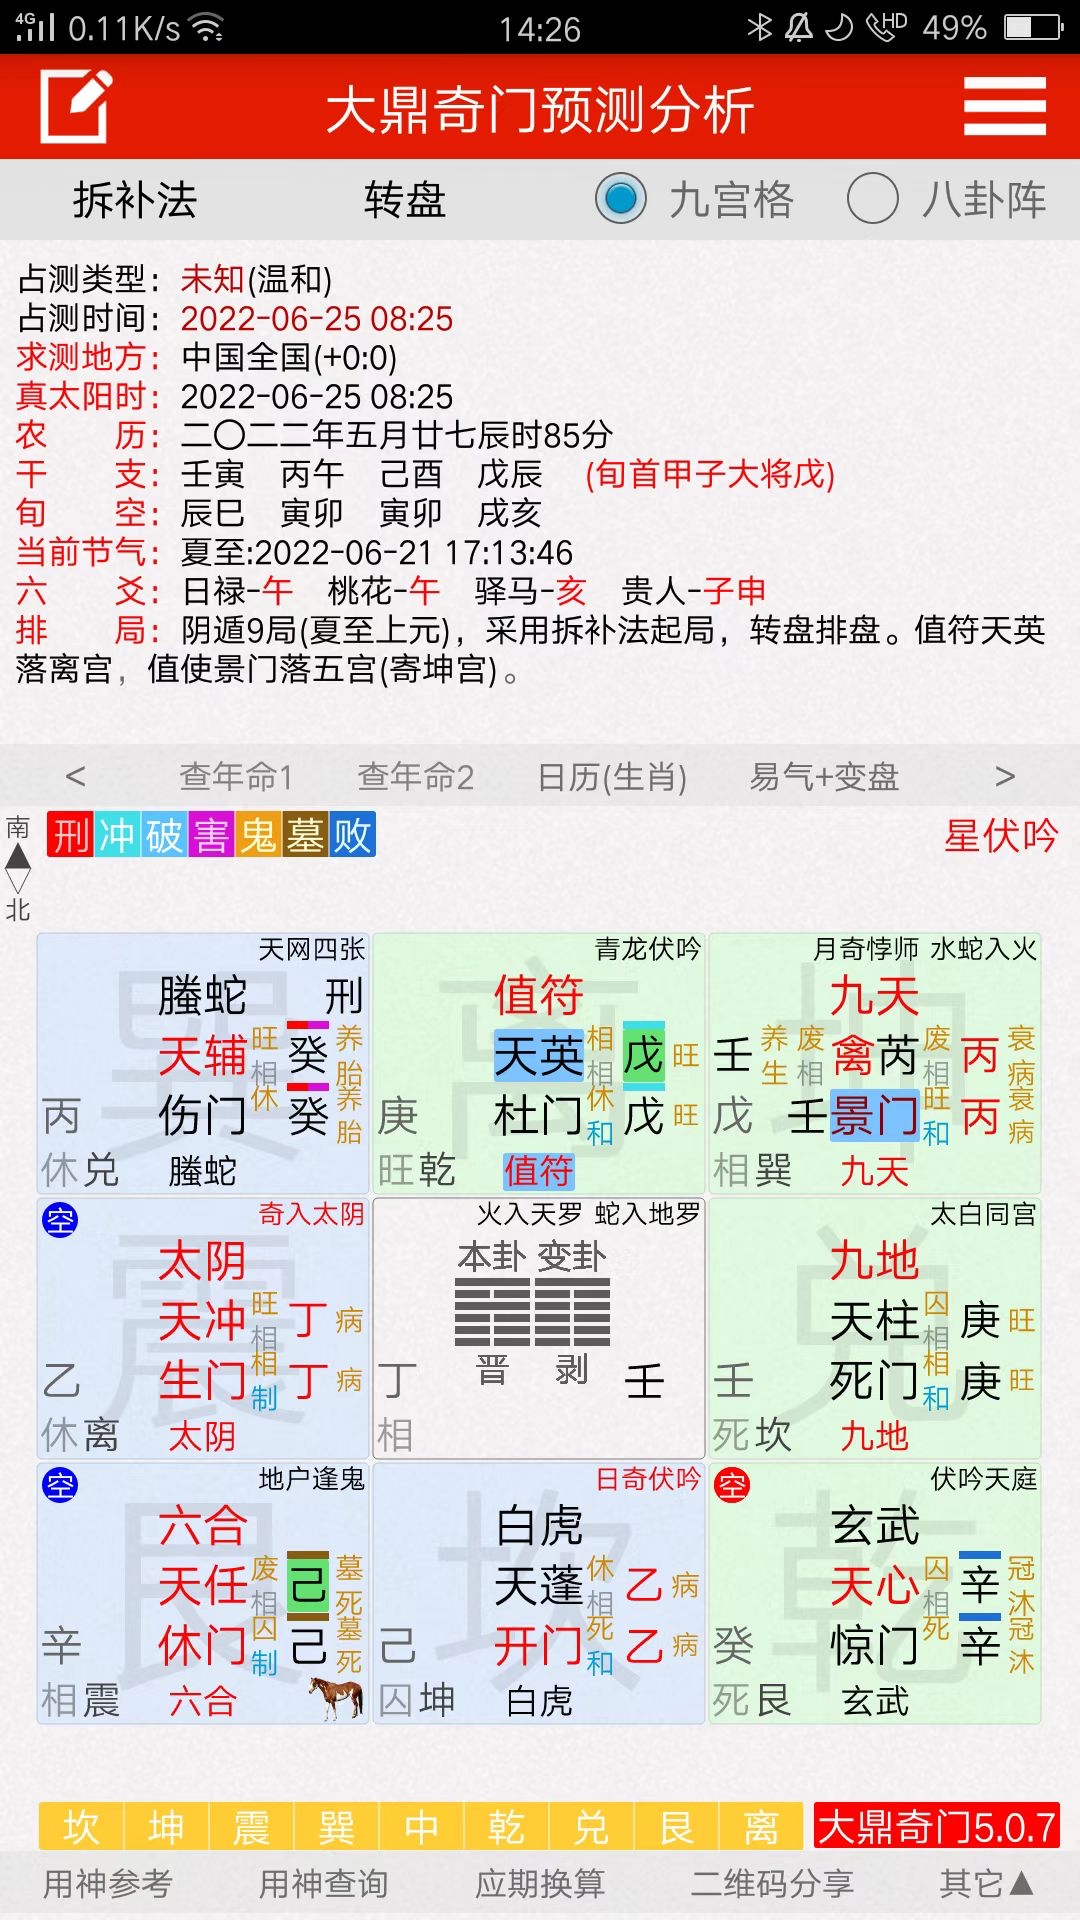 4G 0.11K/s 14:26 HD 49%
大鼎奇门预测分析
拆补法 转盘 九宫格 八卦阵
占测类型：未知(温和)
占测时间：2022-06-25 08:25
求测地方：中国全国(+0:0)
真太阳时：2022-06-25 08:25
农 历：二〇二二年五月廿七辰时85分
干 支：壬寅 丙午 己酉 戊辰 (旬首甲子大将戊)
旬 空：辰巳 寅卯 寅卯 戌亥
当前节气：夏至:2022-06-21 17:13:46
六 爻：日禄-午 桃花-午 驿马-亥 贵人-子申
排 局：阴遁9局(夏至上元)，采用拆补法起局，转盘排盘。值符天英
落离宫，值使景门落五宫(寄坤宫)。
< 查年命1 查年命2 日历(生肖) 易气+变盘 >
南
北
刑冲破害鬼墓败
星伏吟
巽
天网四张
螣蛇 刑
天辅 旺相 癸 养胎
丙 伤门 休 癸 养胎
休 兑 螣蛇
离
青龙伏吟
值符
天英 相相 戊 旺
庚 杜门 休和 戊 旺
旺 乾 值符
坤
月奇悖师 水蛇入火
九天
壬 养生 废相 禽芮 废相 丙 衰病
戊 壬 景门 旺和 丙 衰病
相 巽 九天
震
空 奇入太阴
太阴
天冲 旺相 丁 病
乙 生门 相制 丁 病
休 离 太阴
火入天罗 蛇入地罗
本卦 变卦
晋 剥
丁 壬
相
兑
太白同宫
九地
天柱 囚相 庚 旺
壬 死门 相和 庚 旺
死 坎 九地
艮
空 地户逢鬼
六合
天任 废相 己 墓死
辛 休门 囚制 己 墓死
相 震 六合
坎
日奇伏吟
白虎
天蓬 休相 乙 病
己 开门 死和 乙 病
囚 坤 白虎
乾
空 伏吟天庭
玄武
天心 囚相 辛 冠沐
癸 惊门 死 辛 冠沐
死 艮 玄武
坎 坤 震 巽 中 乾 兑 艮 离 大鼎奇门5.0.7
用神参考 用神查询 应期换算 二维码分享 其它▲